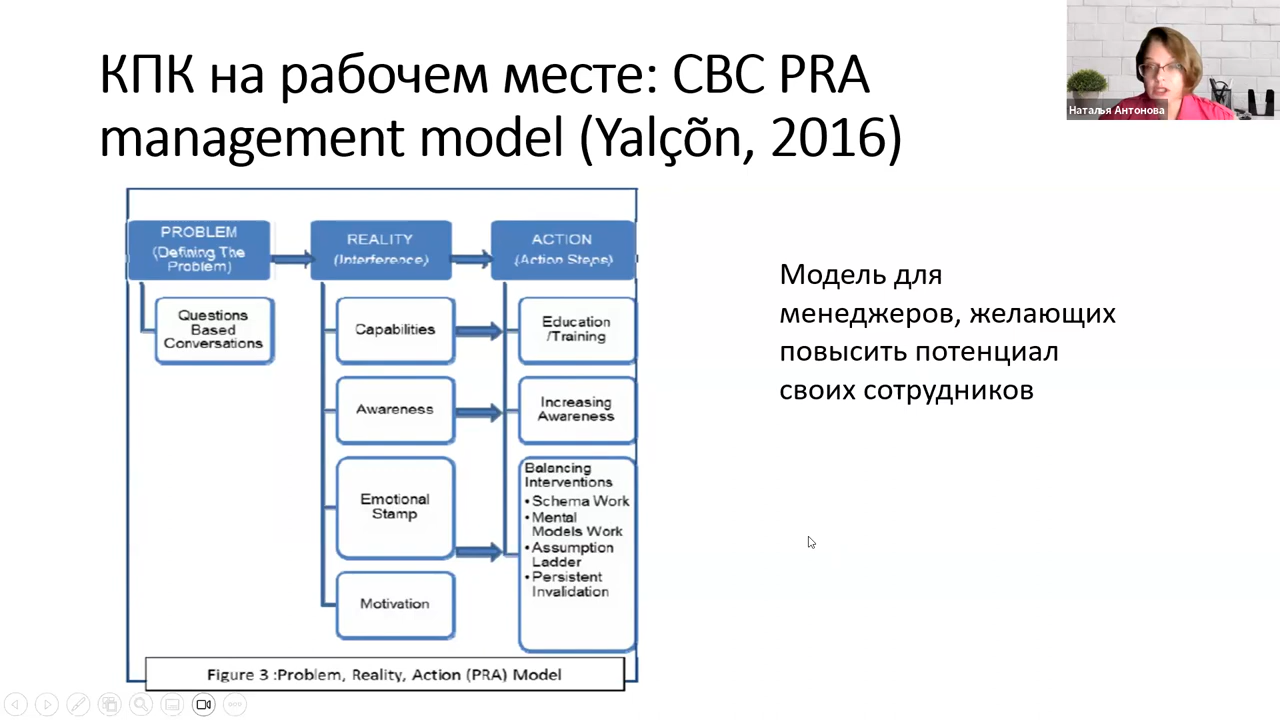 КПК на рабочем месте: CBC PRA
management model (Yalçõn, 2016)
Наталья Антонова
PROBLEM
(Defining The
Problem)
REALITY
(Interference)
ACTION
(Action Steps)
Questions
Based
Conversations
Capabilities
Education
/Training
Awareness
Increasing
Awareness
Emotional
Stamp
Motivation
Balancing
Interventions
• Schema Work
• Mental
Models Work
• Assumption
Ladder
• Persistent
Invalidation
Figure 3 :Problem, Reality, Action (PRA) Model
Модель для
менеджеров, желающих
повысить потенциал
своих сотрудников